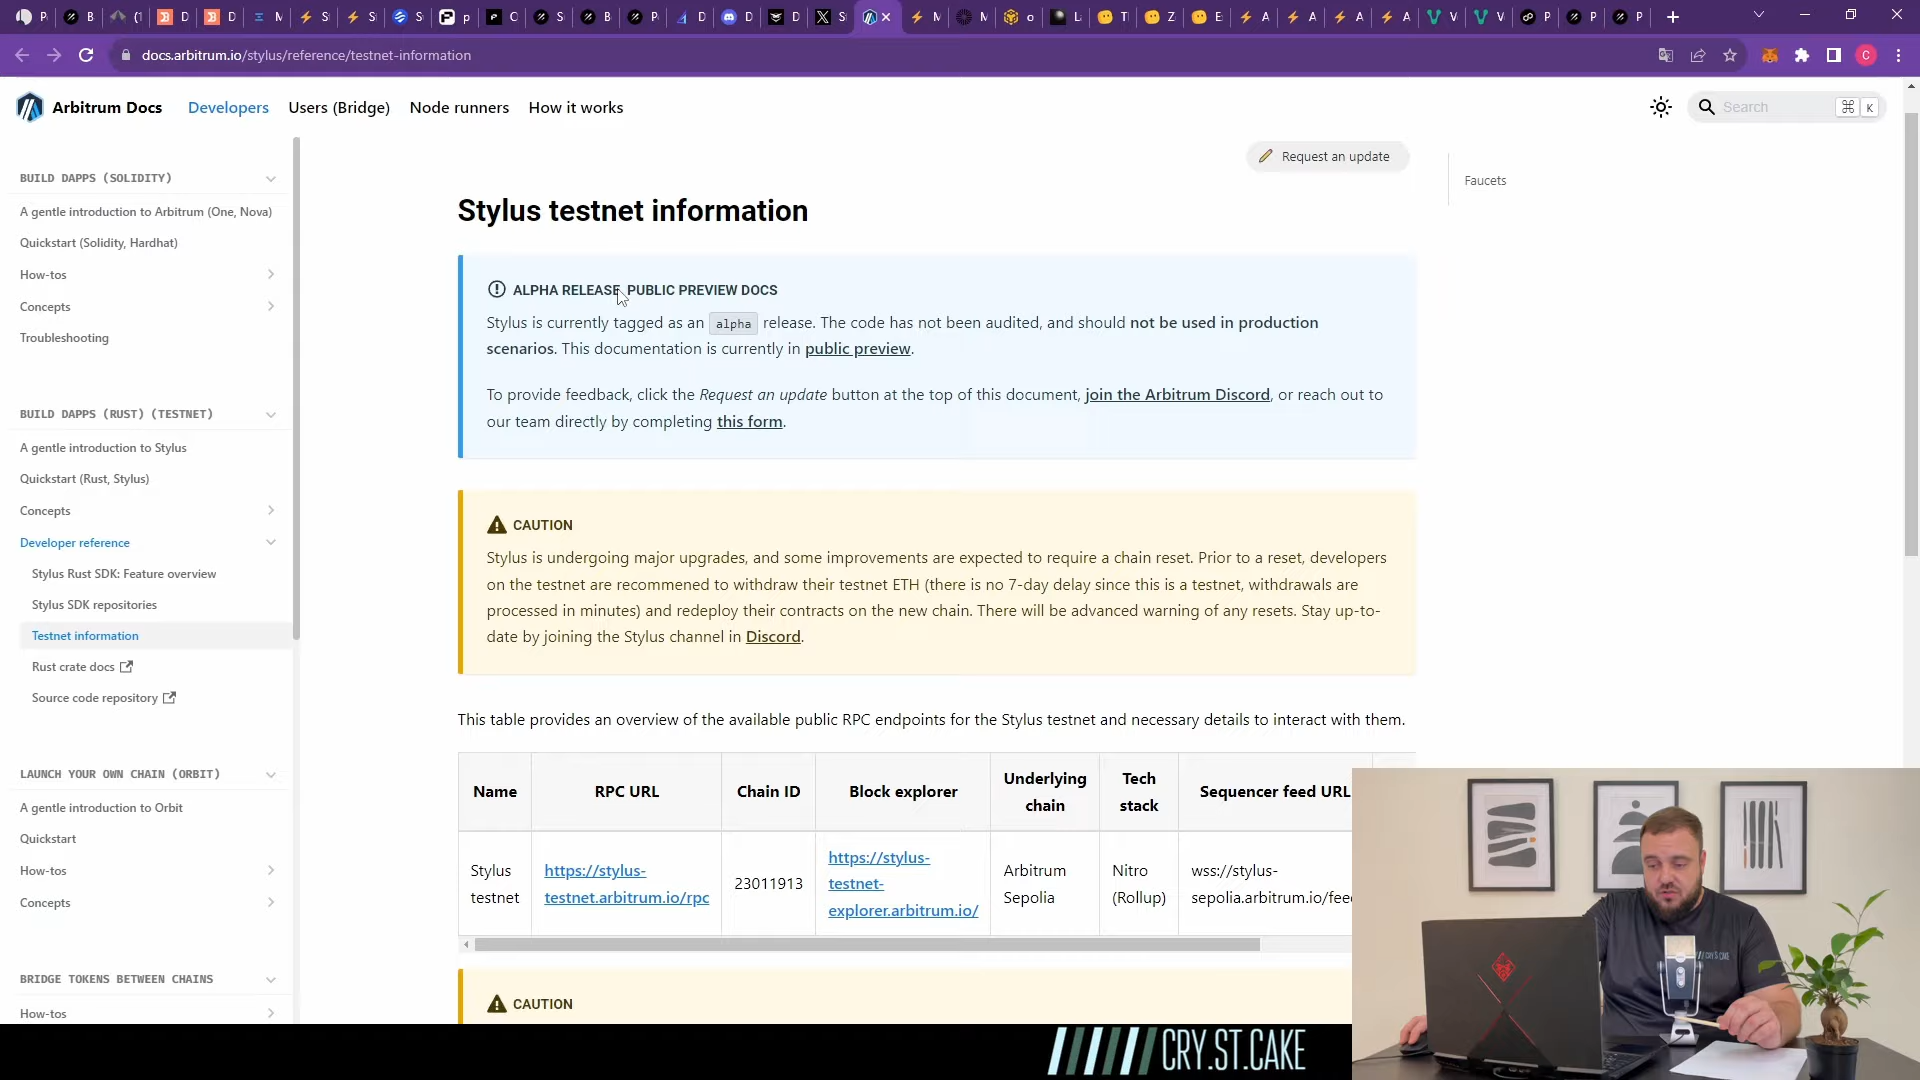 docs.arbitrum.io/stylus/reference/testnet-information
Arbitrum Docs
Developers
Users (Bridge)
Node runners
How it works
Search
⌘
K
BUILD DAPPS (SOLIDITY)
A gentle introduction to Arbitrum (One, Nova)
Quickstart (Solidity, Hardhat)
How-tos
Concepts
Troubleshooting
BUILD DAPPS (RUST) (TESTNET)
A gentle introduction to Stylus
Quickstart (Rust, Stylus)
Concepts
Developer reference
Stylus Rust SDK: Feature overview
Stylus SDK repositories
Testnet information
Rust crate docs
Source code repository
LAUNCH YOUR OWN CHAIN (ORBIT)
A gentle introduction to Orbit
Quickstart
How-tos
Concepts
BRIDGE TOKENS BETWEEN CHAINS
How-tos
Request an update
Faucets
Stylus testnet information
ALPHA RELEASE, PUBLIC PREVIEW DOCS
Stylus is currently tagged as an alpha release. The code has not been audited, and should not be used in production
scenarios. This documentation is currently in public preview.
To provide feedback, click the Request an update button at the top of this document, join the Arbitrum Discord, or reach out to
our team directly by completing this form.
CAUTION
Stylus is undergoing major upgrades, and some improvements are expected to require a chain reset. Prior to a reset, developers
on the testnet are recommened to withdraw their testnet ETH (there is no 7-day delay since this is a testnet, withdrawals are
processed in minutes) and redeploy their contracts on the new chain. There will be advanced warning of any resets. Stay up-to-
date by joining the Stylus channel in Discord.
This table provides an overview of the available public RPC endpoints for the Stylus testnet and necessary details to interact with them.
Name
RPC URL
Chain ID
Block explorer
Underlying
chain
Tech
stack
Sequencer feed URL
Stylus
testnet
https://stylus-
testnet.arbitrum.io/rpc
23011913
https://stylus-
testnet-
explorer.arbitrum.io/
Arbitrum
Sepolia
Nitro
(Rollup)
wss://stylus-
sepolia.arbitrum.io/feed
CAUTION
CRY.ST.CAKE